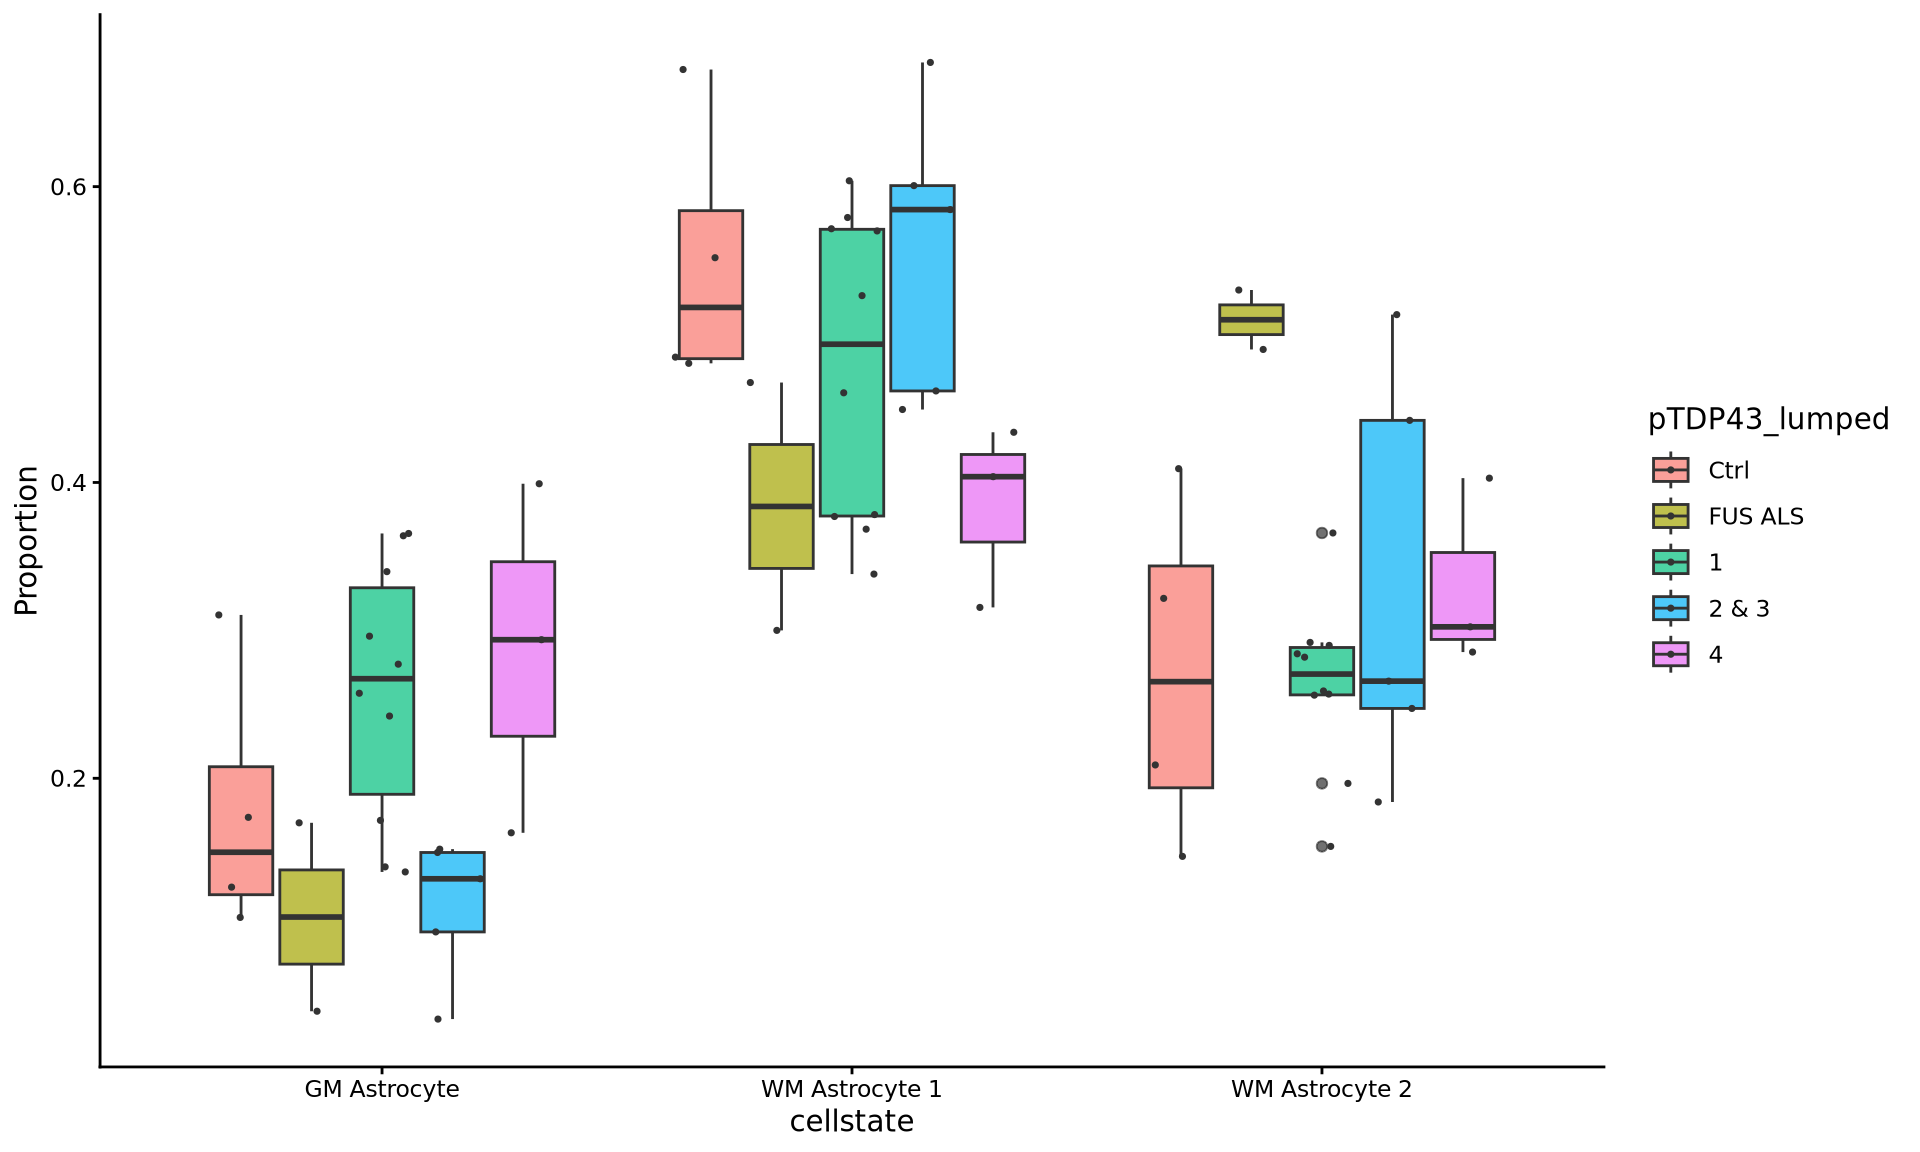 0.6
0.4
0.2
Proportion
GM Astrocyte
WM Astrocyte 1
WM Astrocyte 2
cellstate
pTDP43_lumped
Ctrl
FUS ALS
1
2 & 3
4